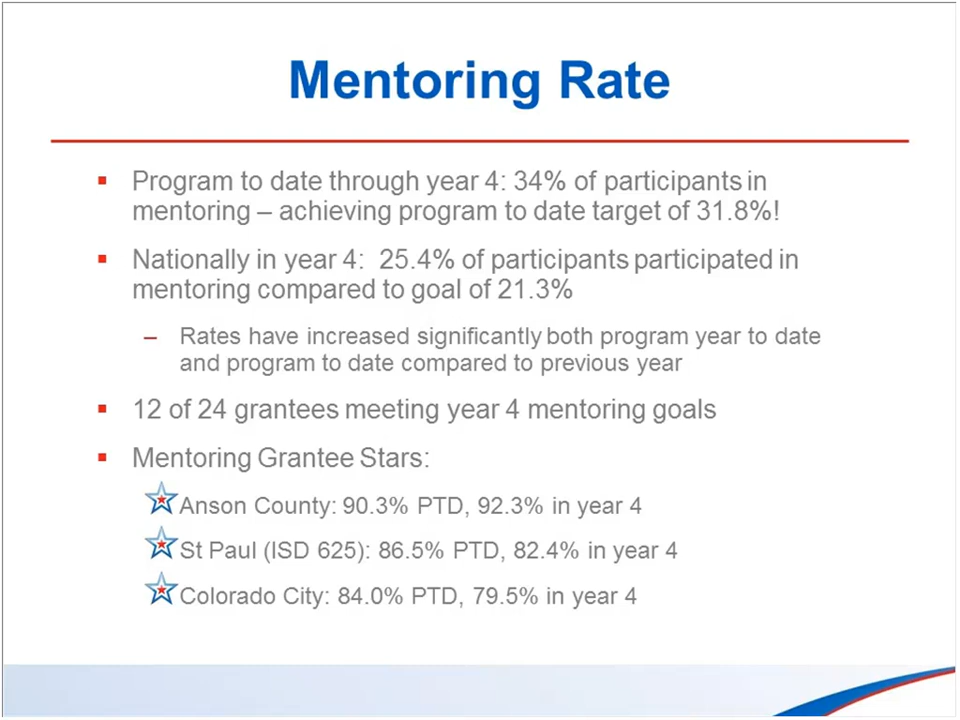 Mentoring Rate
Program to date through year 4: 34% of participants in
mentoring – achieving program to date target of 31.8%!
Nationally in year 4:  25.4% of participants participated in
mentoring compared to goal of 21.3%
– Rates have increased significantly both program year to date
and program to date compared to previous year
12 of 24 grantees meeting year 4 mentoring goals
Mentoring Grantee Stars:
Anson County: 90.3% PTD, 92.3% in year 4
St Paul (ISD 625): 86.5% PTD, 82.4% in year 4
Colorado City: 84.0% PTD, 79.5% in year 4